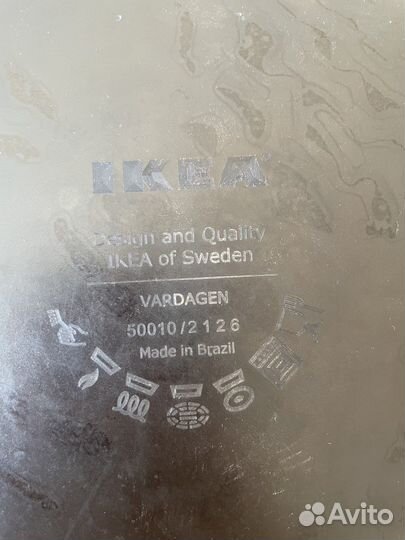 IKEA®
Design and Quality
IKEA of Sweden
VARDAGEN
50010/2126
Made in Brazil
Avito